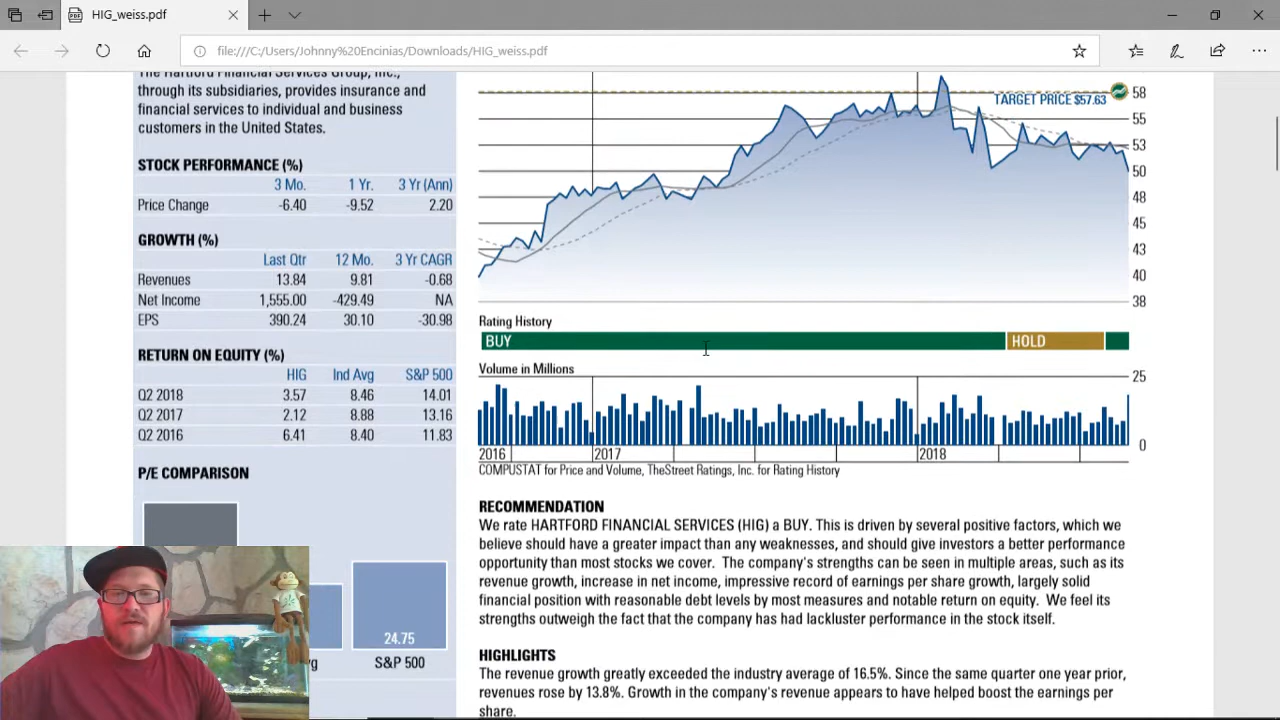 HIG_weiss.pdf
file:///C:/Users/Johnny%20Encinias/Downloads/HIG_weiss.pdf
The Hartford Financial Services Group, Inc.,
through its subsidiaries, provides insurance and
financial services to individual and business
customers in the United States.
STOCK PERFORMANCE (%)
3 Mo. 1 Yr. 3 Yr (Ann)
Price Change -6.40 -9.52 2.20
GROWTH (%)
Last Qtr 12 Mo. 3 Yr CAGR
Revenues 13.84 9.81 -0.68
Net Income 1,555.00 -429.49 NA
EPS 390.24 30.10 -30.98
RETURN ON EQUITY (%)
HIG Ind Avg S&P 500
Q2 2018 3.57 8.46 14.01
Q2 2017 2.12 8.88 13.16
Q2 2016 6.41 8.40 11.83
P/E COMPARISON
24.75
vg S&P 500
TARGET PRICE $57.63
58
55
53
50
48
45
43
40
38
Rating History
BUY HOLD
Volume in Millions
25
0
2016 2017 2018
COMPUSTAT for Price and Volume, TheStreet Ratings, Inc. for Rating History
RECOMMENDATION
We rate HARTFORD FINANCIAL SERVICES (HIG) a BUY. This is driven by several positive factors, which we
believe should have a greater impact than any weaknesses, and should give investors a better performance
opportunity than most stocks we cover. The company's strengths can be seen in multiple areas, such as its
revenue growth, increase in net income, impressive record of earnings per share growth, largely solid
financial position with reasonable debt levels by most measures and notable return on equity. We feel its
strengths outweigh the fact that the company has had lackluster performance in the stock itself.
HIGHLIGHTS
The revenue growth greatly exceeded the industry average of 16.5%. Since the same quarter one year prior,
revenues rose by 13.8%. Growth in the company's revenue appears to have helped boost the earnings per
share.